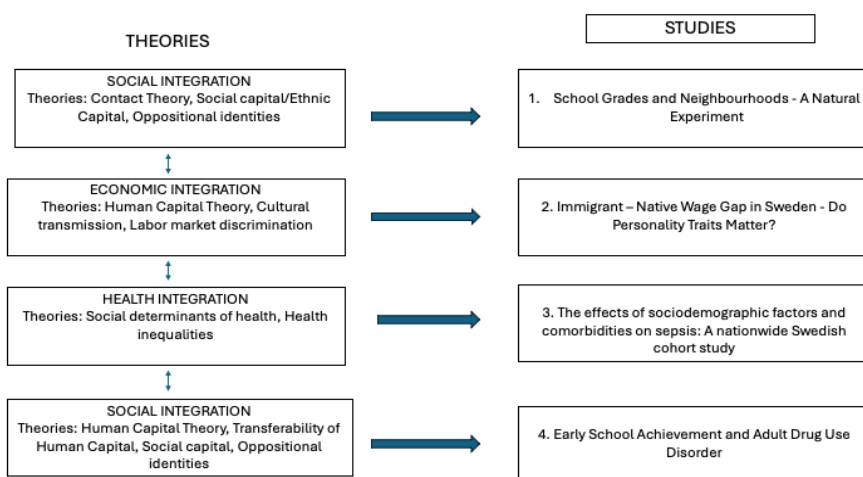 THEORIES
STUDIES
SOCIAL INTEGRATION
Theories: Contact Theory, Social capital/Ethnic
Capital, Oppositional identities
1. School Grades and Neighbourhoods - A Natural
Experiment
ECONOMIC INTEGRATION
Theories: Human Capital Theory, Cultural
transmission, Labor market discrimination
2. Immigrant – Native Wage Gap in Sweden - Do
Personality Traits Matter?
HEALTH INTEGRATION
Theories: Social determinants of health, Health
inequalities
3. The effects of sociodemographic factors and
comorbidities on sepsis: A nationwide Swedish
cohort study
SOCIAL INTEGRATION
Theories: Human Capital Theory, Transferability of
Human Capital, Social capital, Oppositional
identities
4. Early School Achievement and Adult Drug Use
Disorder